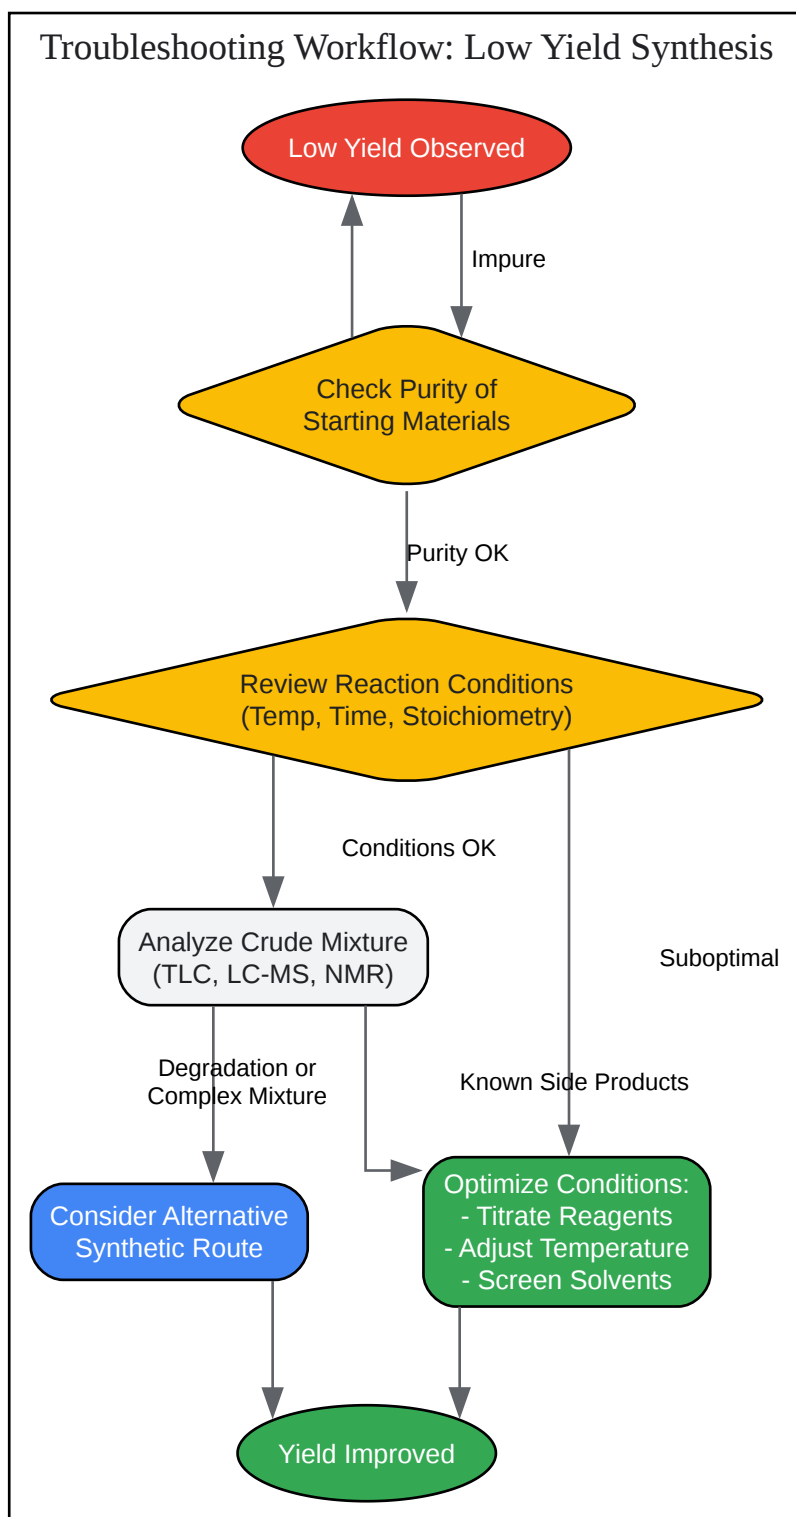 Troubleshooting Workflow: Low Yield Synthesis
Low Yield Observed
Impure
Check Purity of
Starting Materials
Purity OK
Review Reaction Conditions
(Temp, Time, Stoichiometry)
Conditions OK
Analyze Crude Mixture
(TLC, LC-MS, NMR)
Suboptimal
Degradation or
Complex Mixture
Known Side Products
Consider Alternative
Synthetic Route
Optimize Conditions:
- Titrate Reagents
- Adjust Temperature
- Screen Solvents
Yield Improved